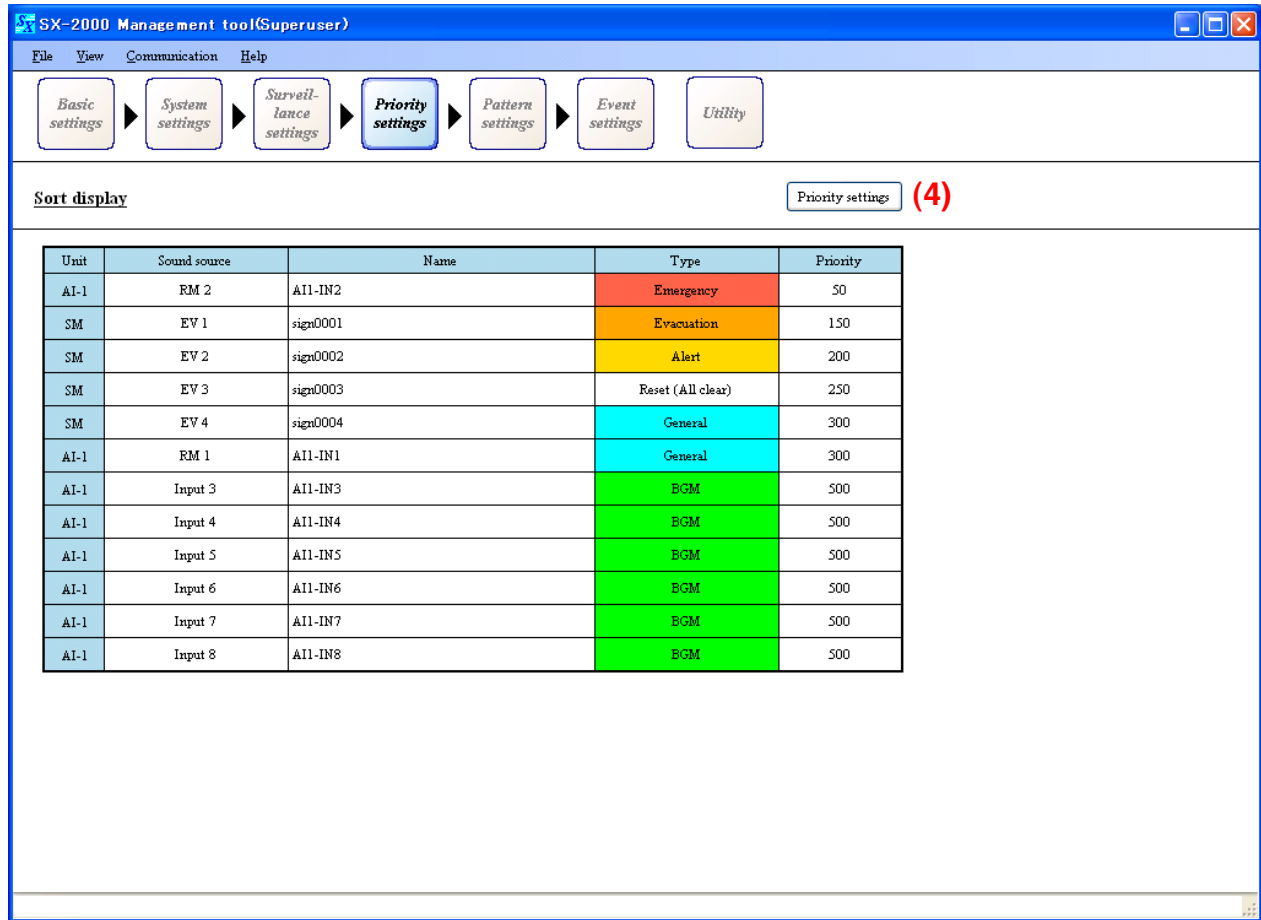 SX SX-2000 Management tool(Superuser)
File View Communication Help
Basic settings
System settings
Surveil-lance settings
Priority settings
Pattern settings
Event settings
Utility
Sort display
Priority settings (4)
Unit Sound source Name Type Priority
AI-1 RM 2 AI1-IN2 Emergency 50
SM EV 1 sign0001 Evacuation 150
SM EV 2 sign0002 Alert 200
SM EV 3 sign0003 Reset (All clear) 250
SM EV 4 sign0004 General 300
AI-1 RM 1 AI1-IN1 General 300
AI-1 Input 3 AI1-IN3 BGM 500
AI-1 Input 4 AI1-IN4 BGM 500
AI-1 Input 5 AI1-IN5 BGM 500
AI-1 Input 6 AI1-IN6 BGM 500
AI-1 Input 7 AI1-IN7 BGM 500
AI-1 Input 8 AI1-IN8 BGM 500